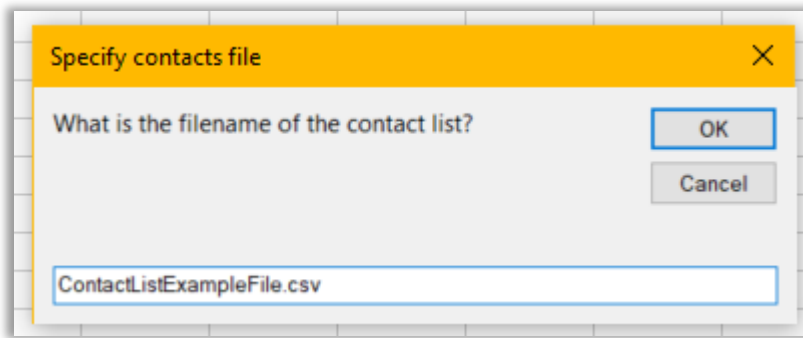 Specify contacts file
What is the filename of the contact list?
OK
Cancel
ContactListExampleFile.csv